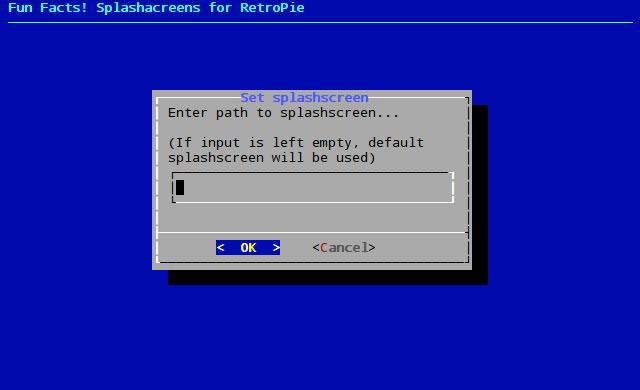 Fun Facts! Splashacreens for RetroPie
Set splashscreen
Enter path to splashscreen...
(If input is left empty, default
splashscreen will be used)
< OK > <Cancel>